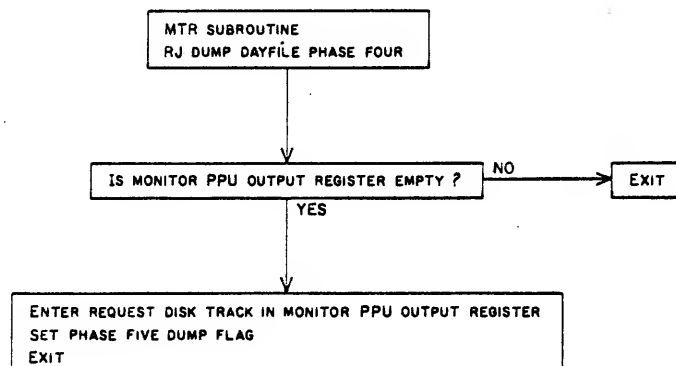 MTR SUBROUTINE
RJ DUMP DAYFILE PHASE FOUR
IS MONITOR PPU OUTPUT REGISTER EMPTY ?
NO
EXIT
YES
ENTER REQUEST DISK TRACK IN MONITOR PPU OUTPUT REGISTER
SET PHASE FIVE DUMP FLAG
EXIT